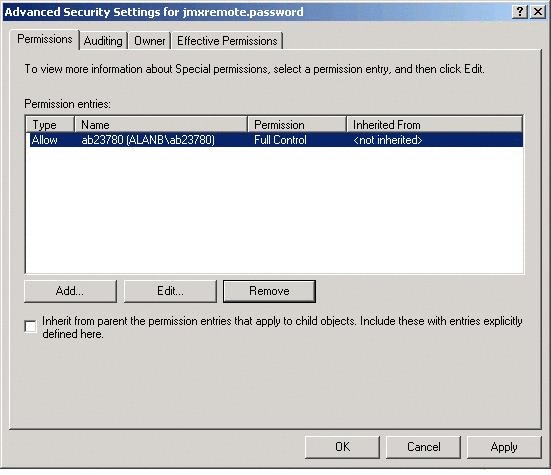 Advanced Security Settings for jmxremote.password
Permissions Auditing Owner Effective Permissions
To view more information about Special permissions, select a permission entry, and then click Edit.
Permission entries:
Type Name Permission Inherited From
Allow ab23780 (ALANB\ab23780) Full Control <not inherited>
Add... Edit... Remove
Inherit from parent the permission entries that apply to child objects. Include these with entries explicitly
defined here.
OK Cancel Apply